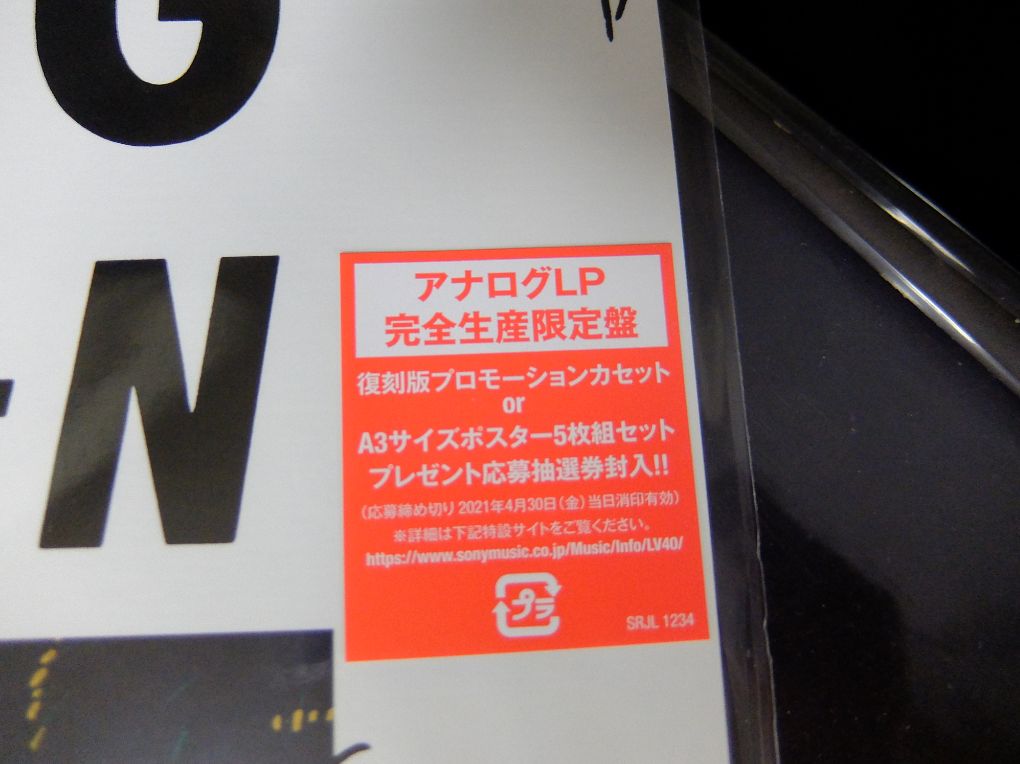 G
N
アナログLP
完全生産限定盤
復刻版プロモーションカセット
or
A3サイズポスター5枚組セット
プレゼント応募抽選券封入!!
(応募締め切り 2021年4月30日(金)当日消印有効)
※詳細は下記特設サイトをご覧ください。
https://www.sonymusic.co.jp/Music/Info/LV40/
プラ
SRJL 1234